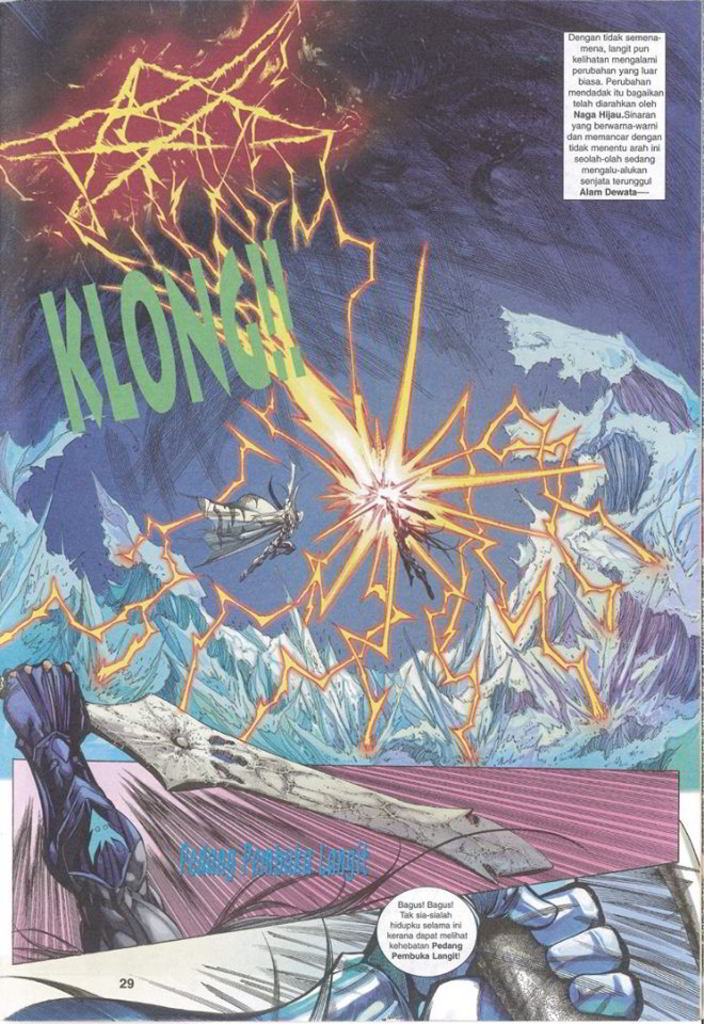 Dengan tidak semena-
mena, langit pun
kelihatan mengalami
perubahan yang luar
biasa. Perubahan
mendadak itu bagaikan
telah diarahkan oleh
Naga Hijau.Sinaran
yang berwarna-warni
dan memancar dengan
tidak menentu arah ini
seolah-olah sedang
mengalu-alukan
senjata terunggul
Alam Dewata—-
KLONG!!
Pedang Pembuka Langit
Bagus! Bagus!
Tak sia-sialah
hidupku selama ini
kerana dapat melihat
kehebatan Pedang
Pembuka Langit!
29